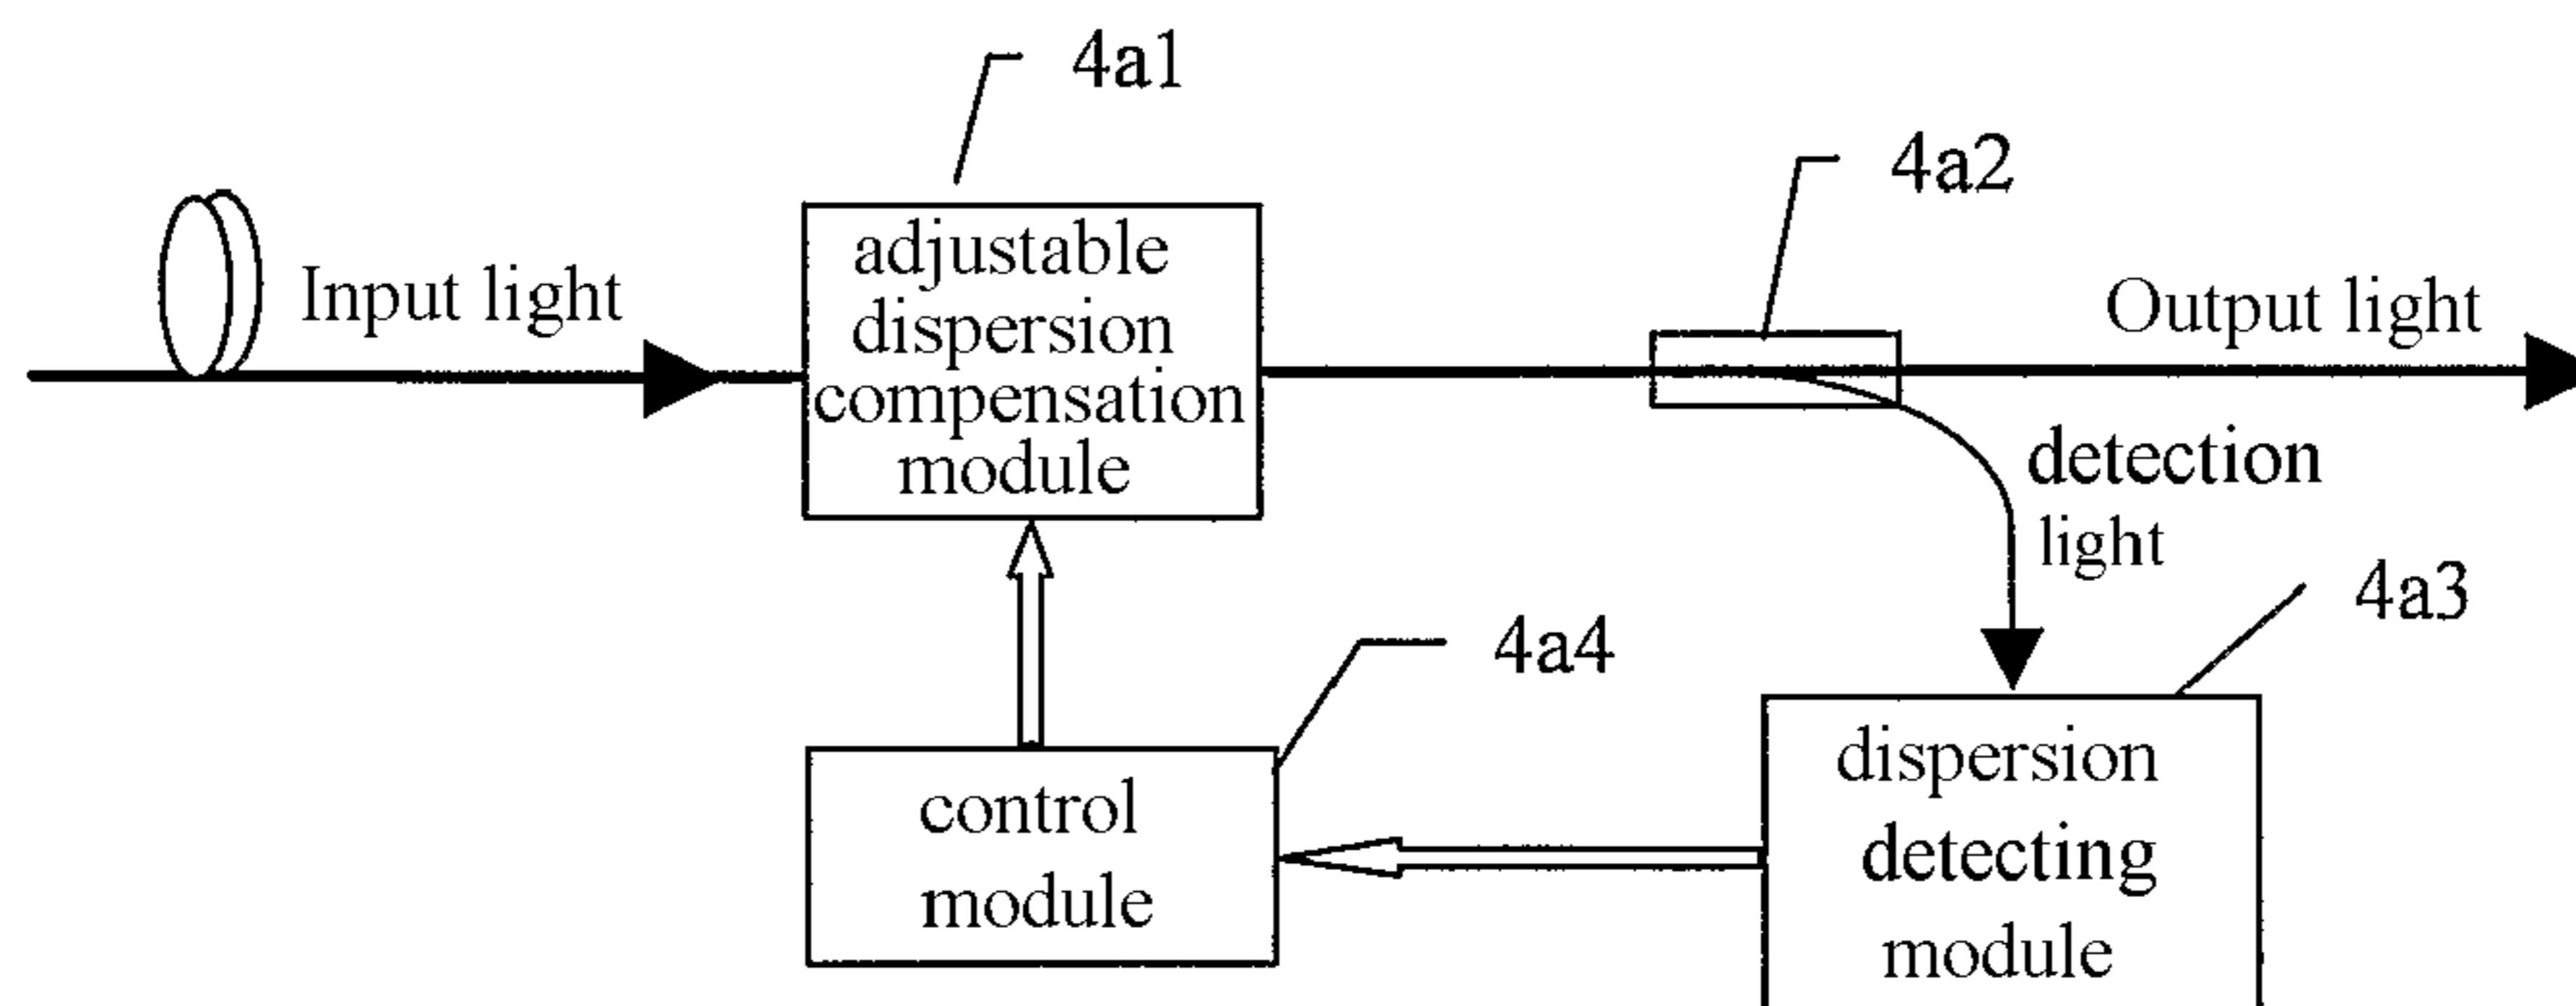 4a1
4a2
Input light
adjustable
dispersion
compensation
module
Output light
detection
light
4a3
4a4
control
module
dispersion
detecting
module